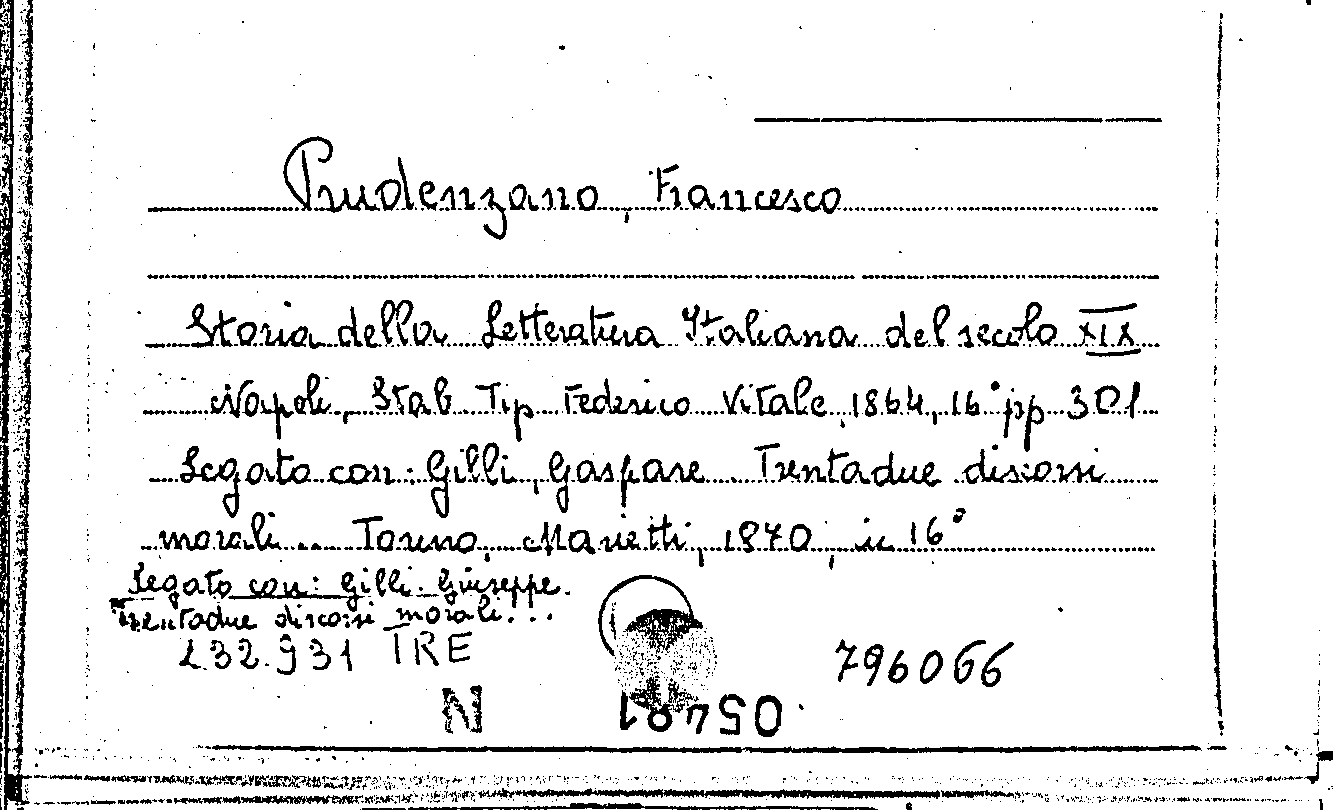 Prudenzano, Francesco
Storia della Letteratura Italiana del secolo XIX
Napoli, Stab Tip Federico Vitale, 1864, 16° pp 301
Legato con: Gilli, Gaspare. Trentadue discorsi
morali... Torino, Marietti, 1870, in 16°
Legato con: Gilli. Giuseppe.
Trentadue discorsi morali...
232.931 TRE
796066
N